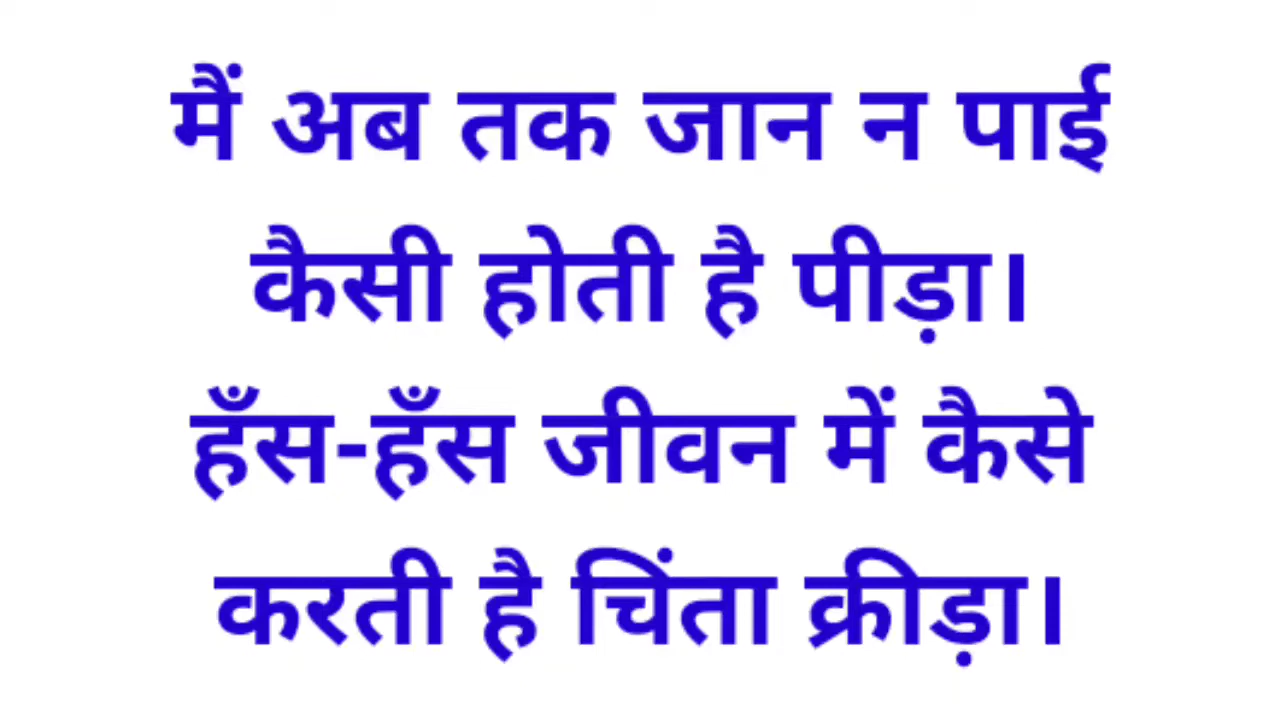 मैं अब तक जान न पाई
कैसी होती है पीड़ा।
हँस-हँस जीवन में कैसे
करती है चिंता क्रीड़ा।